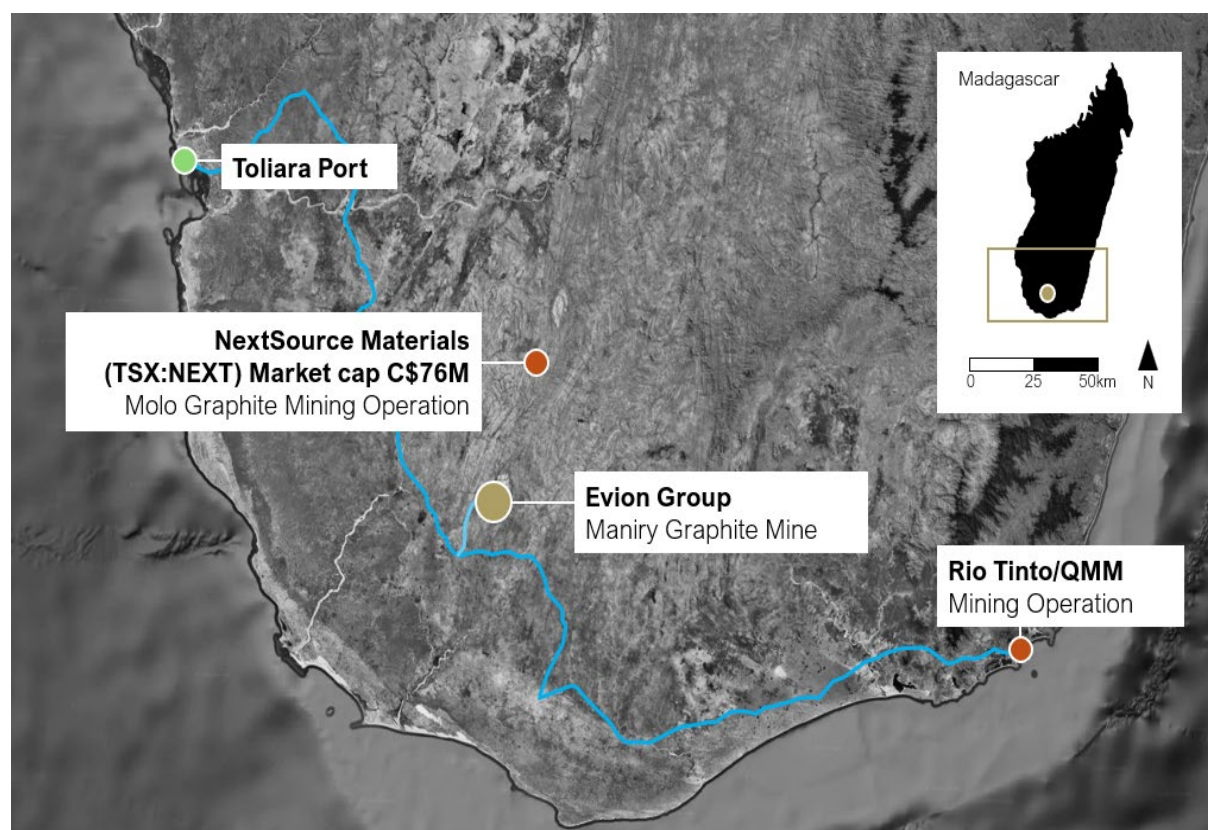 Madagascar
Toliara Port
0 25 50km
N
NextSource Materials
(TSX:NEXT) Market cap C$76M
Molo Graphite Mining Operation
Evion Group
Maniry Graphite Mine
Rio Tinto/QMM
Mining Operation